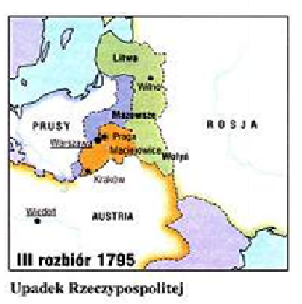 Litwa
Wilno
Mazowsze
PRUSY
ROSJA
Praga
Warszawa
Maciejowice
Wołyń
Kraków
Wiedeń
AUSTRIA
III rozbiór 1795
Upadek Rzeczypospolitej